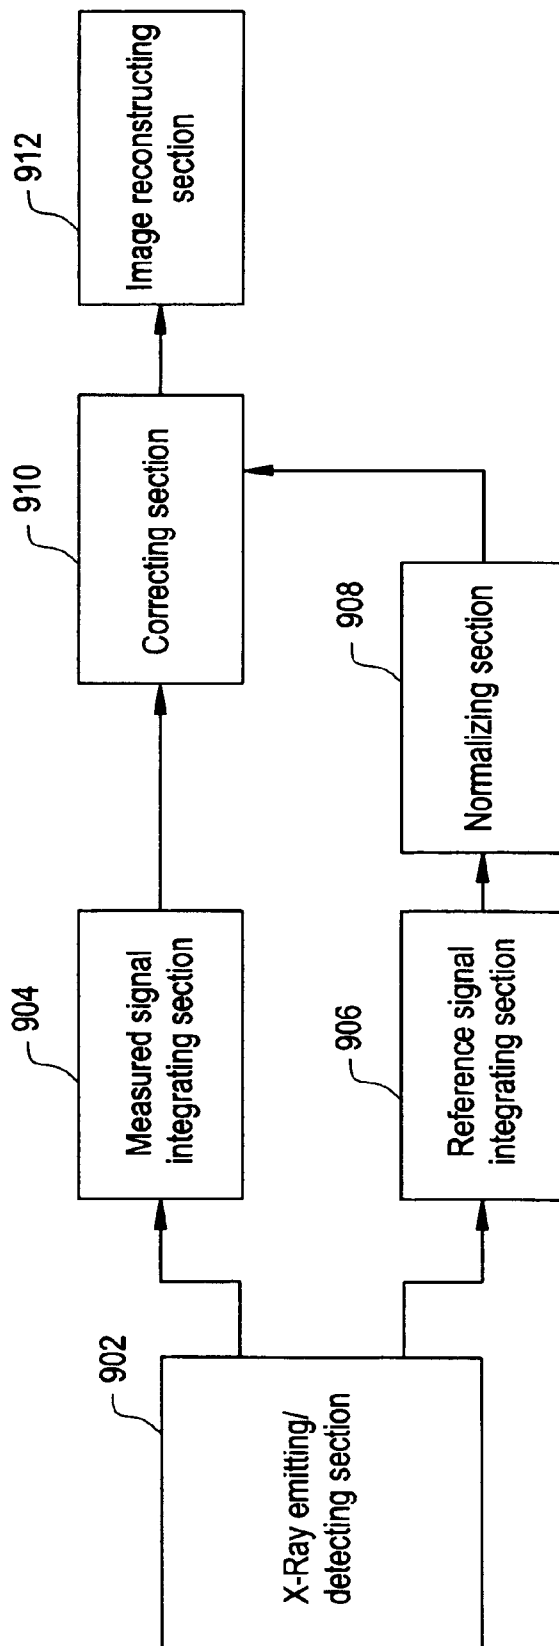 902
X-Ray emitting/
detecting section
904
Measured signal
integrating section
906
Reference signal
integrating section
908
Normalizing section
910
Correcting section
912
Image reconstructing
section